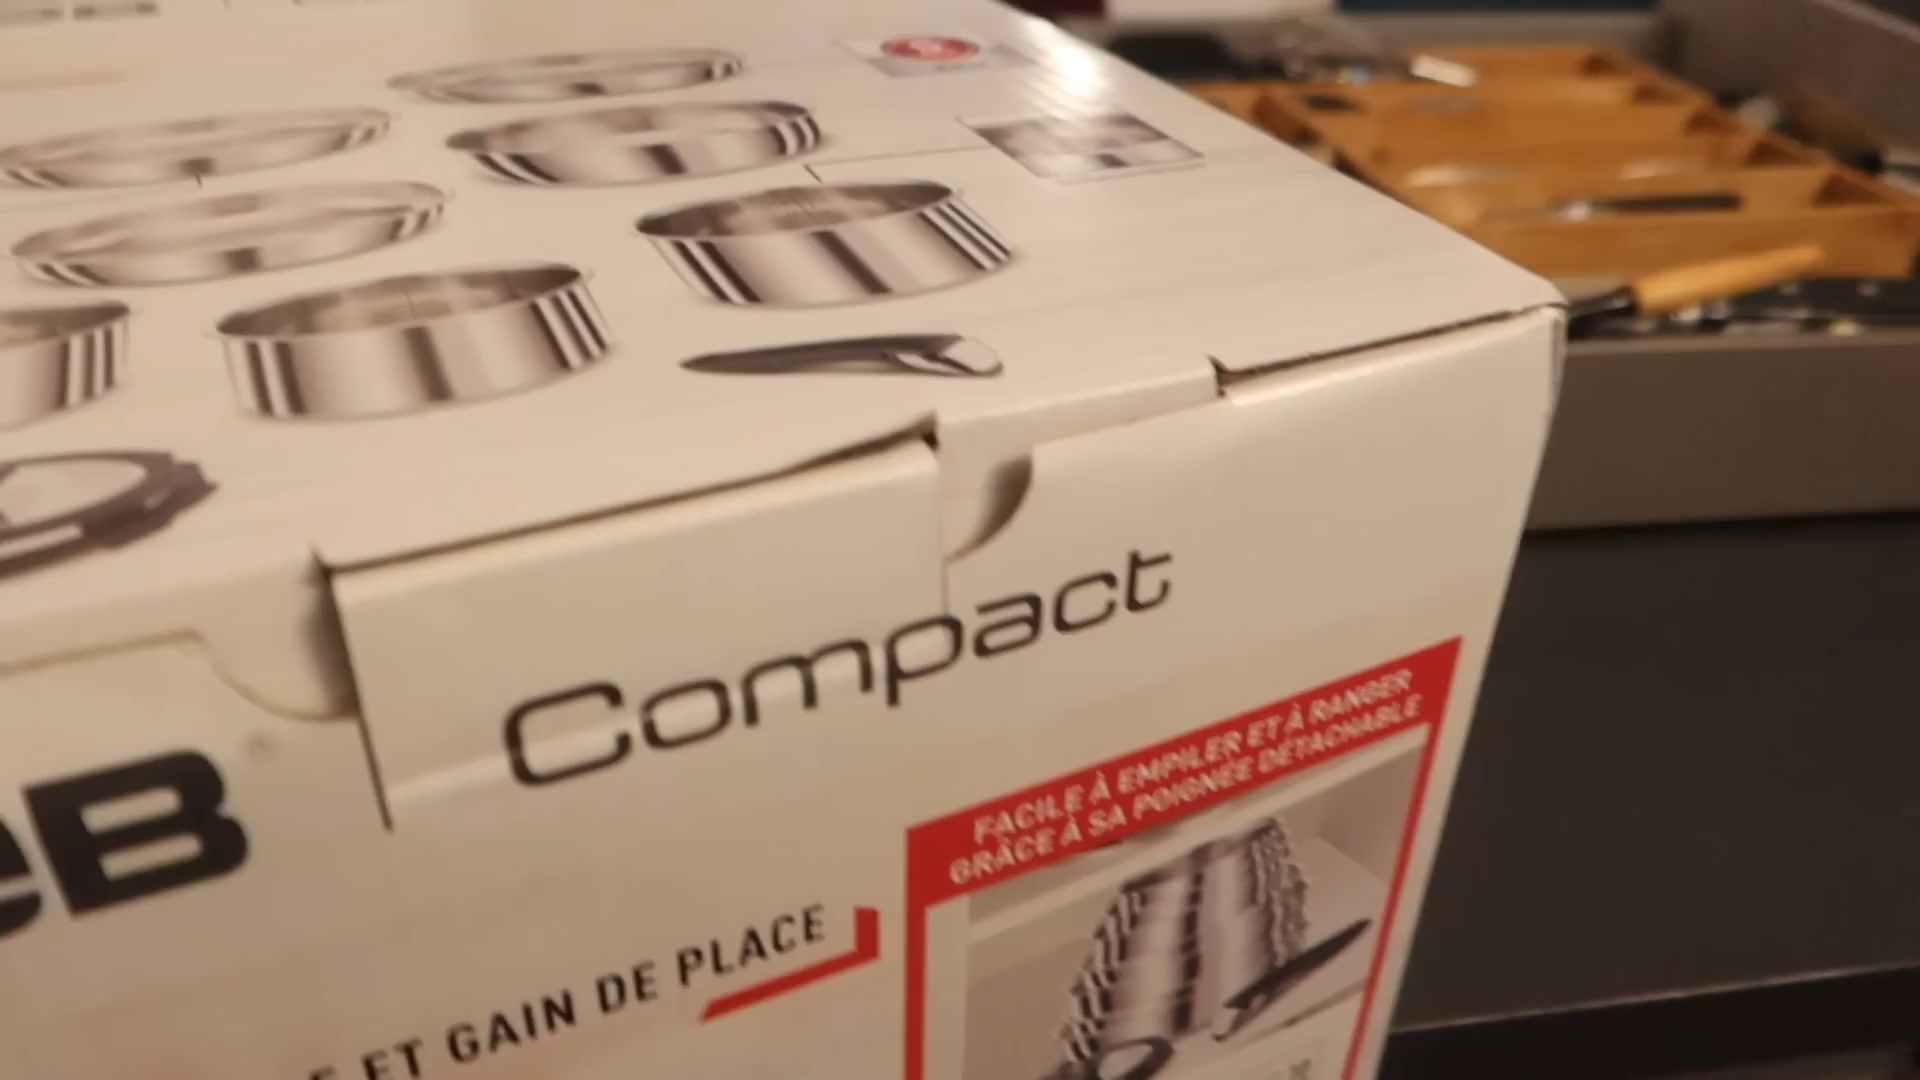 Compact
eB
ET GAIN DE PLACE
FACILE À EMPILER ET À RANGER
GRÂCE À SA POIGNÉE DÉTACHABLE